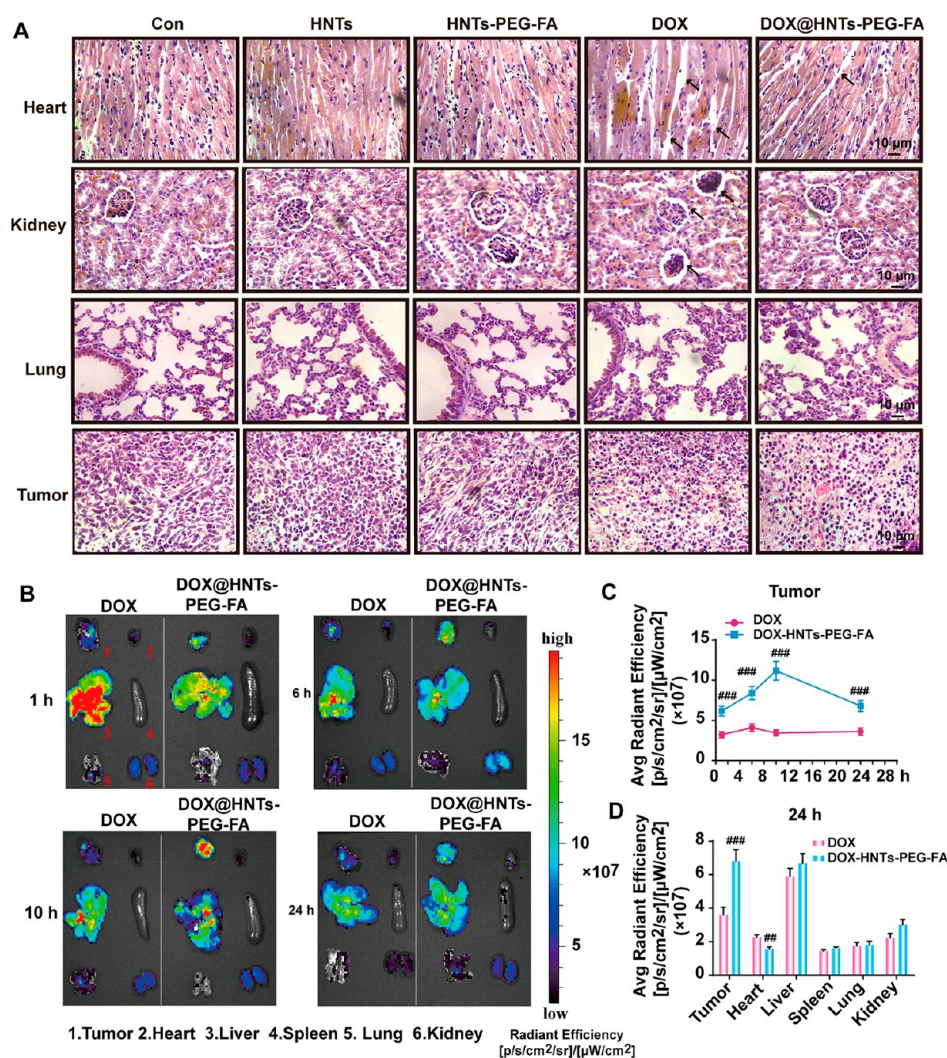 A
Con HNTs HNTs-PEG-FA DOX DOX@HNTs-PEG-FA
Heart
10 μm
Kidney
10 μm
Lung
10 μm
Tumor
10 μm
B
DOX DOX@HNTs-PEG-FA
1 h
1 2
3 4
5 6
DOX DOX@HNTs-PEG-FA
6 h
DOX DOX@HNTs-PEG-FA
10 h
DOX DOX@HNTs-PEG-FA
24 h
high
15
10
×10⁷
5
low
Radiant Efficiency
[p/s/cm2/sr]/[μW/cm²]
1.Tumor 2.Heart 3.Liver 4.Spleen 5. Lung 6.Kidney
C
Tumor
DOX
DOX-HNTs-PEG-FA
Avg Radiant Efficiency
[p/s/cm2/sr]/[μW/cm2]
(×107)
15
10
5
0
### ### ### ###
0 4 8 12 16 20 24 28 h
D
24 h
DOX
DOX-HNTs-PEG-FA
Avg Radiant Efficiency
[p/s/cm2/sr]/[μW/cm2]
(×107)
8
6
4
2
0
### ##
Tumor Heart Liver Spleen Lung Kidney